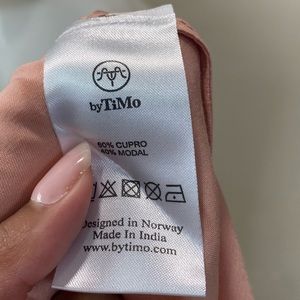 byTiMo
60% CUPRO
40% MODAL
Designed in Norway
Made In India
www.bytimo.com